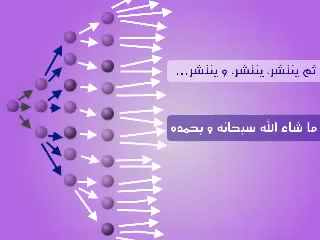 ثم ينتشر، ينتشر، و ينتشر...
ما شاء الله سبحانه و بحمده